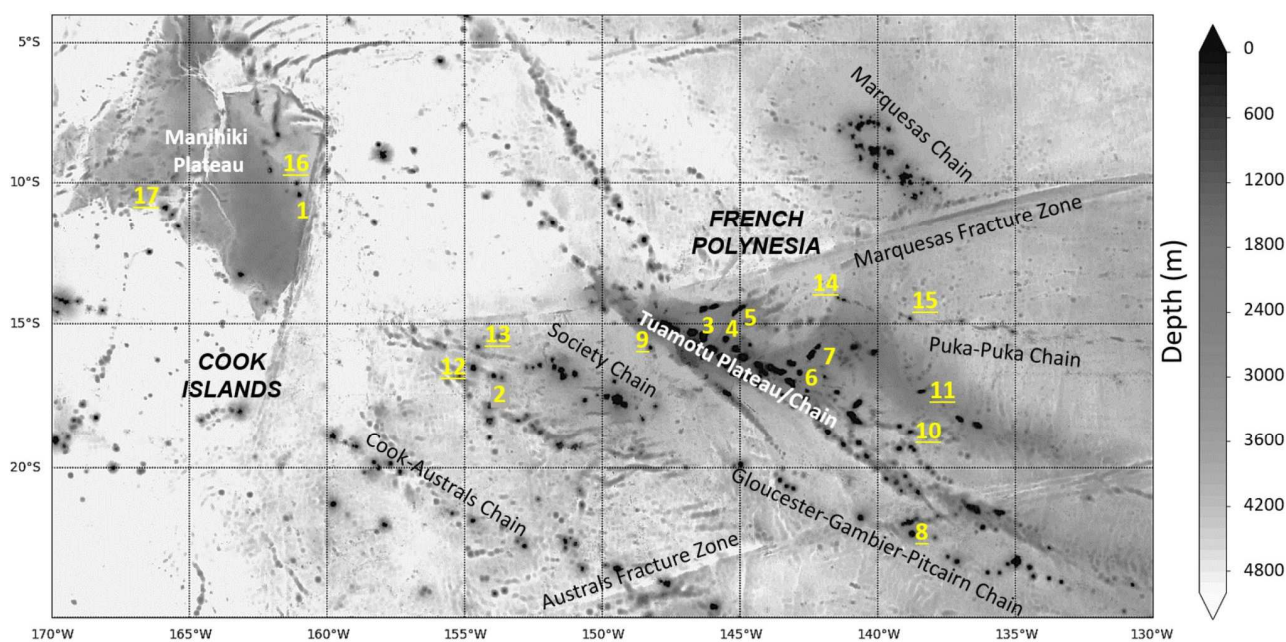 5°S
10°S
15°S
20°S
170°W
165°W
160°W
155°W
150°W
145°W
140°W
135°W
130°W
Manihiki
Plateau
16
17
1
Marquesas Chain
FRENCH
POLYNESIA
Marquesas Fracture Zone
14
15
3
4
5
9
Tuamotu Plateau/Chain
7
6
Puka-Puka Chain
11
10
COOK
ISLANDS
13
12
2
Society Chain
Cook-Australs Chain
Gloucester-Gambier-Pitcairn Chain
8
Australs Fracture Zone
Depth (m)
0
600
1200
1800
2400
3000
3600
4200
4800